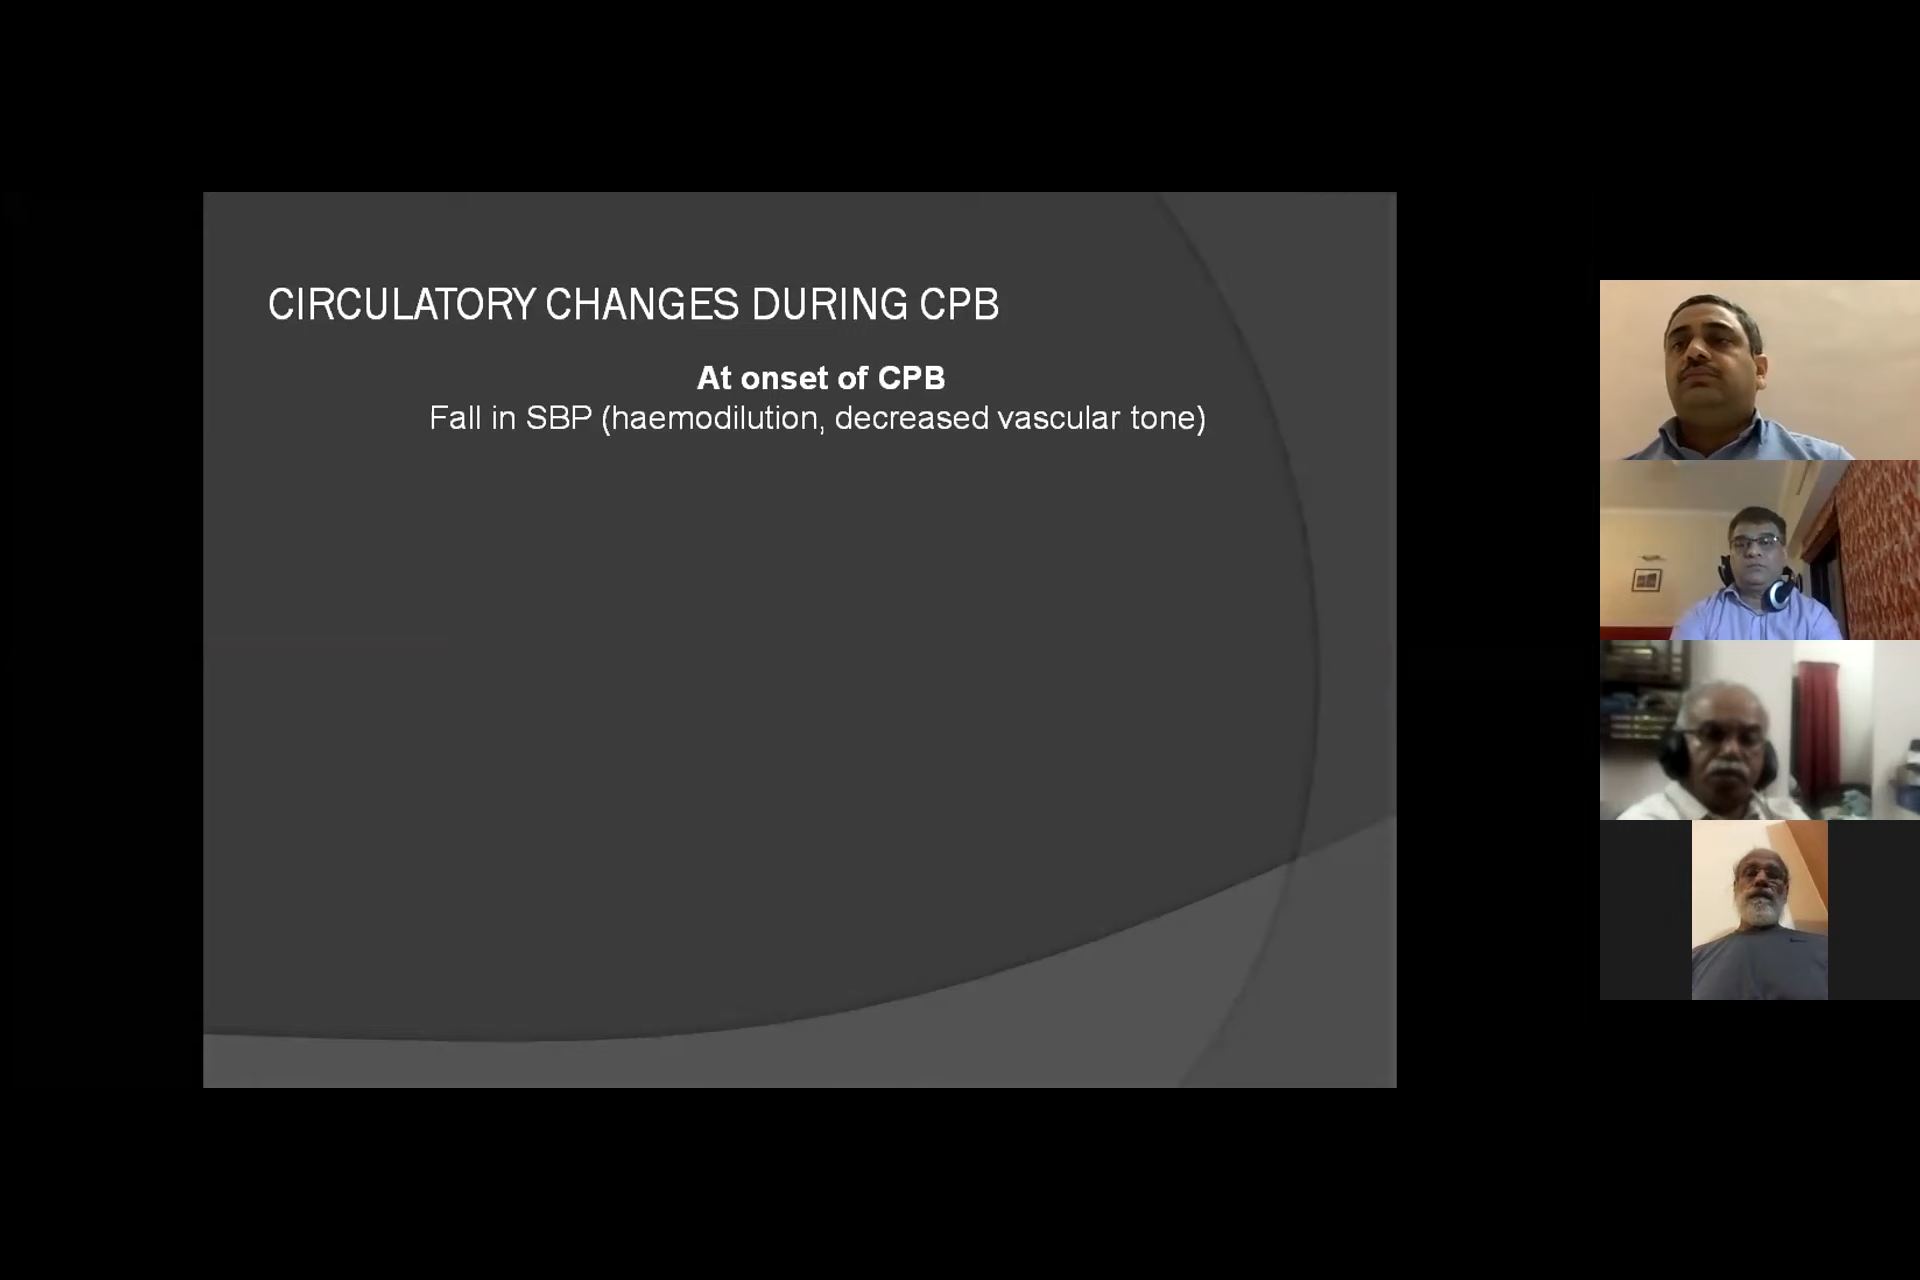 CIRCULATORY CHANGES DURING CPB
At onset of CPB
Fall in SBP (haemodilution, decreased vascular tone)